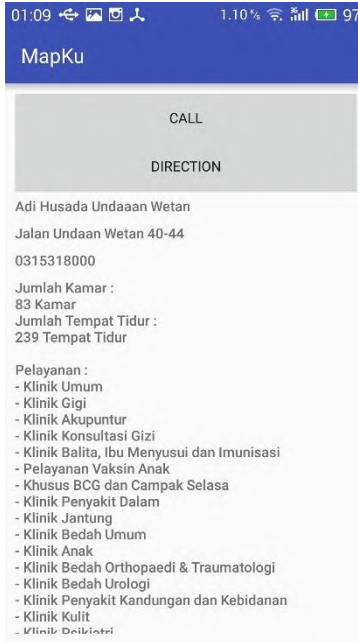 01:09 1.10% 97
MapKu
CALL
DIRECTION
Adi Husada Undaaan Wetan
Jalan Undaan Wetan 40-44
0315318000
Jumlah Kamar :
83 Kamar
Jumlah Tempat Tidur :
239 Tempat Tidur
Pelayanan :
- Klinik Umum
- Klinik Gigi
- Klinik Akupuntur
- Klinik Konsultasi Gizi
- Klinik Balita, Ibu Menyusui dan Imunisasi
- Pelayanan Vaksin Anak
- Khusus BCG dan Campak Selasa
- Klinik Penyakit Dalam
- Klinik Jantung
- Klinik Bedah Umum
- Klinik Anak
- Klinik Bedah Orthopaedi & Traumatologi
- Klinik Bedah Urologi
- Klinik Penyakit Kandungan dan Kebidanan
- Klinik Kulit
- Klinik Psikiatri